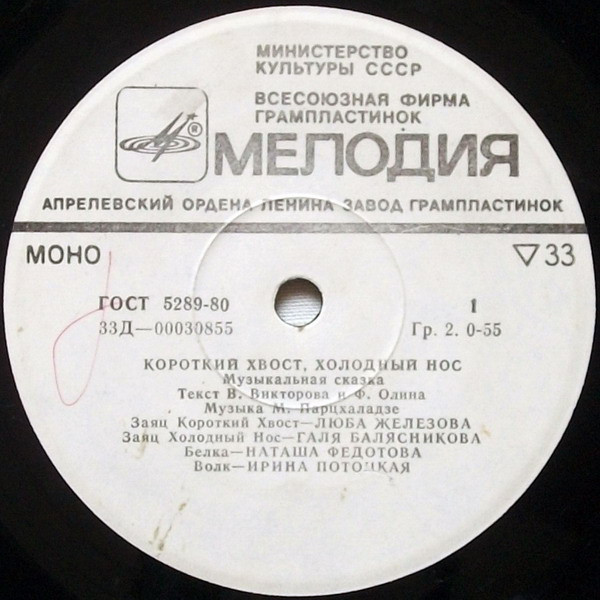 МИНИСТЕРСТВО
КУЛЬТУРЫ СССР
ВСЕСОЮЗНАЯ ФИРМА
ГРАМПЛАСТИНОК
®
МЕЛОДИЯ
АПРЕЛЕВСКИЙ ОРДЕНА ЛЕНИНА ЗАВОД ГРАМПЛАСТИНОК
МОНО ▽33
ГОСТ 5289-80 1
33Д—00030855 Гр. 2. 0-55
КОРОТКИЙ ХВОСТ, ХОЛОДНЫЙ НОС
Музыкальная сказка
Текст В. Викторова и Ф. Олина
Музыка М. Парцхаладзе
Заяц Короткий Хвост—ЛЮБА ЖЕЛЕЗОВА
Заяц Холодный Нос—ГАЛЯ БАЛЯСНИКОВА
Белка—НАТАША ФЕДОТОВА
Волк—ИРИНА ПОТОЦКАЯ